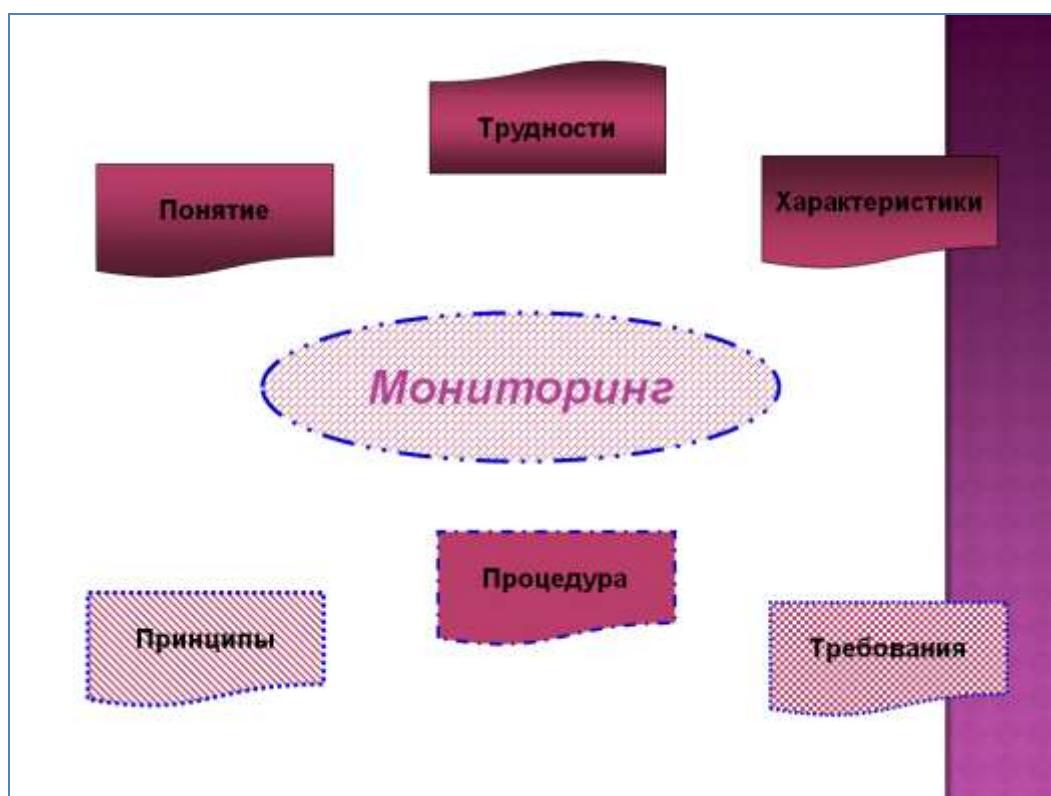 Трудности
Понятие
Характеристики
Мониторинг
Процедура
Принципы
Требования